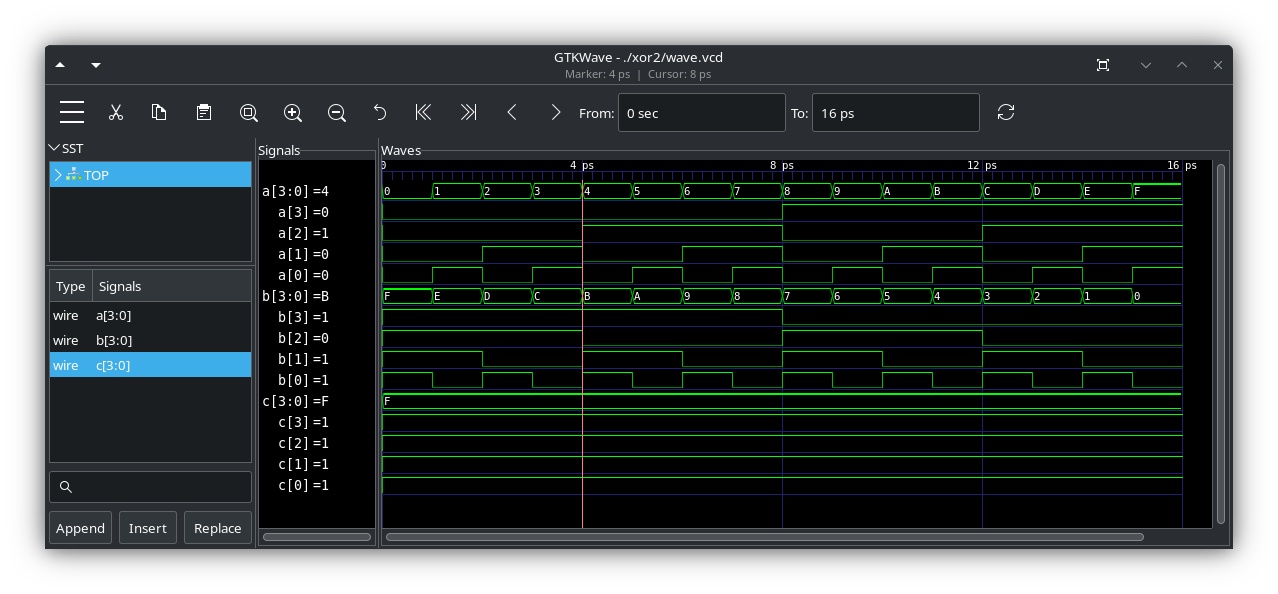 GTKWave - ./xor2/wave.vcd
Marker: 4 ps | Cursor: 8 ps
From: 0 sec To: 16 ps
SST
TOP
Type Signals
wire a[3:0]
wire b[3:0]
wire c[3:0]
Append Insert Replace
Signals
a[3:0]=4
a[3]=0
a[2]=1
a[1]=0
a[0]=0
b[3:0]=B
b[3]=1
b[2]=0
b[1]=1
b[0]=1
c[3:0]=F
c[3]=1
c[2]=1
c[1]=1
c[0]=1
Waves
0 4 ps 8 ps 12 ps 16 ps
0 1 2 3 4 5 6 7 8 9 A B C D E F
F E D C B A 9 8 7 6 5 4 3 2 1 0
F